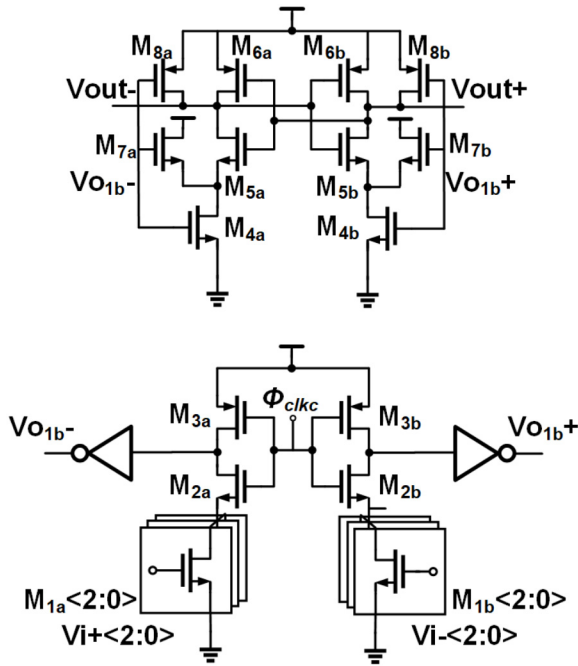 M8a M6a M6b M8b
Vout- Vout+
M7a M7b
Vo1b- M5a M5b Vo1b+
M4a M4b
Φclkc
M3a M3b
Vo1b- Vo1b+
M2a M2b
M1a<2:0> M1b<2:0>
Vi+<2:0> Vi-<2:0>